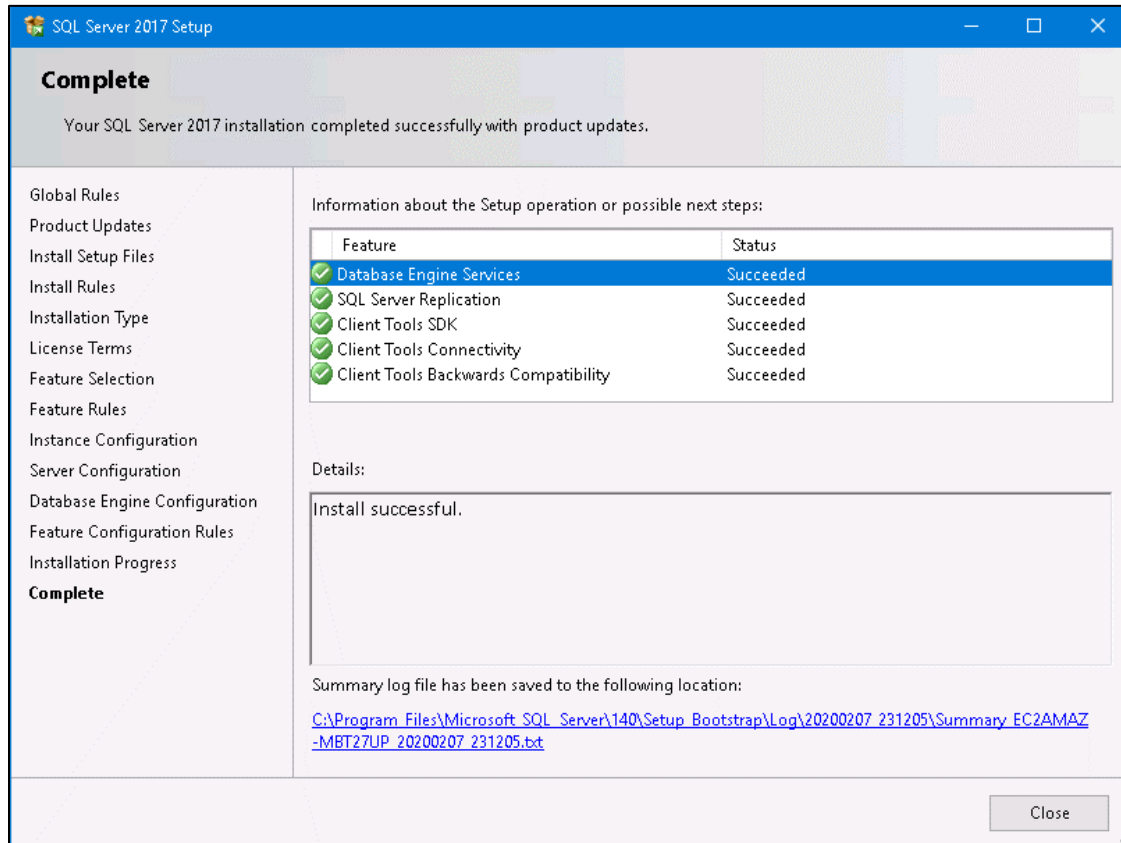 SQL Server 2017 Setup
Complete
Your SQL Server 2017 installation completed successfully with product updates.
Global Rules
Product Updates
Install Setup Files
Install Rules
Installation Type
License Terms
Feature Selection
Feature Rules
Instance Configuration
Server Configuration
Database Engine Configuration
Feature Configuration Rules
Installation Progress
Complete
Information about the Setup operation or possible next steps:
Feature Status
Database Engine Services Succeeded
SQL Server Replication Succeeded
Client Tools SDK Succeeded
Client Tools Connectivity Succeeded
Client Tools Backwards Compatibility Succeeded
Details:
Install successful.
Summary log file has been saved to the following location:
C:\Program Files\Microsoft SQL Server\140\Setup Bootstrap\Log\20200207_231205\Summary_EC2AMAZ
-MBT27UP_20200207_231205.txt
Close